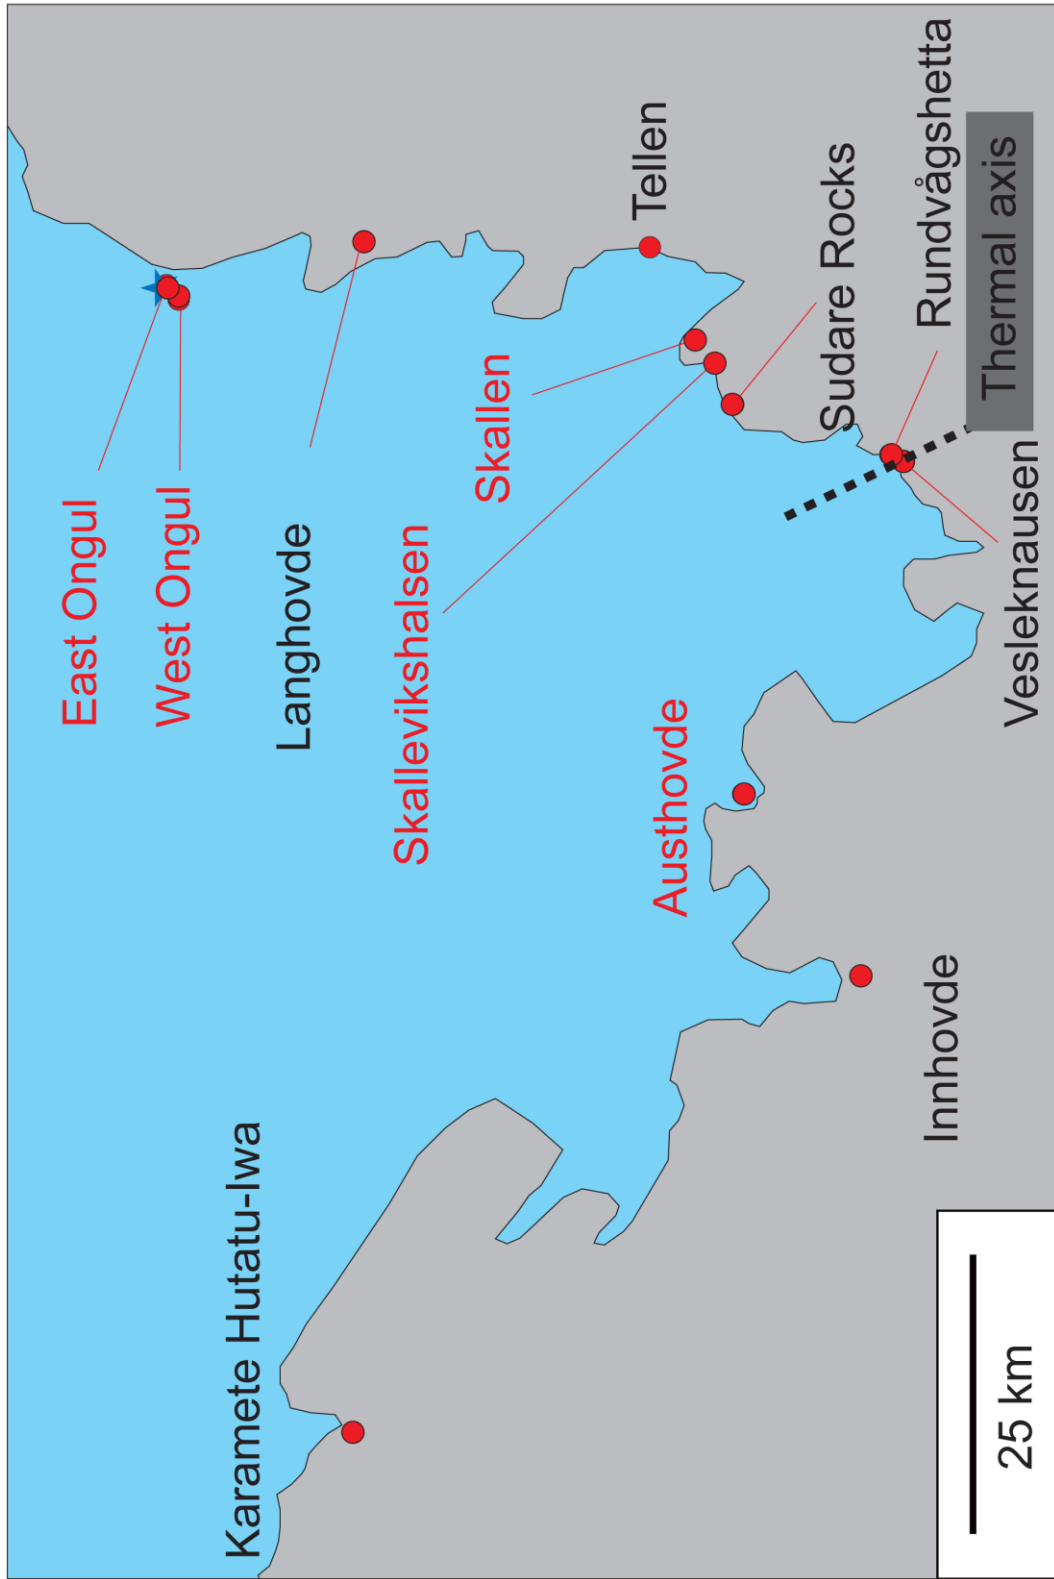 East Ongul
West Ongul
Langhovde
Skallevikshalsen
Skallen
Tellen
Sudare Rocks
Rundvågshetta
Thermal axis
Vesleknausen
Austhovde
Innhovde
Karamete Hutatu-Iwa
25 km